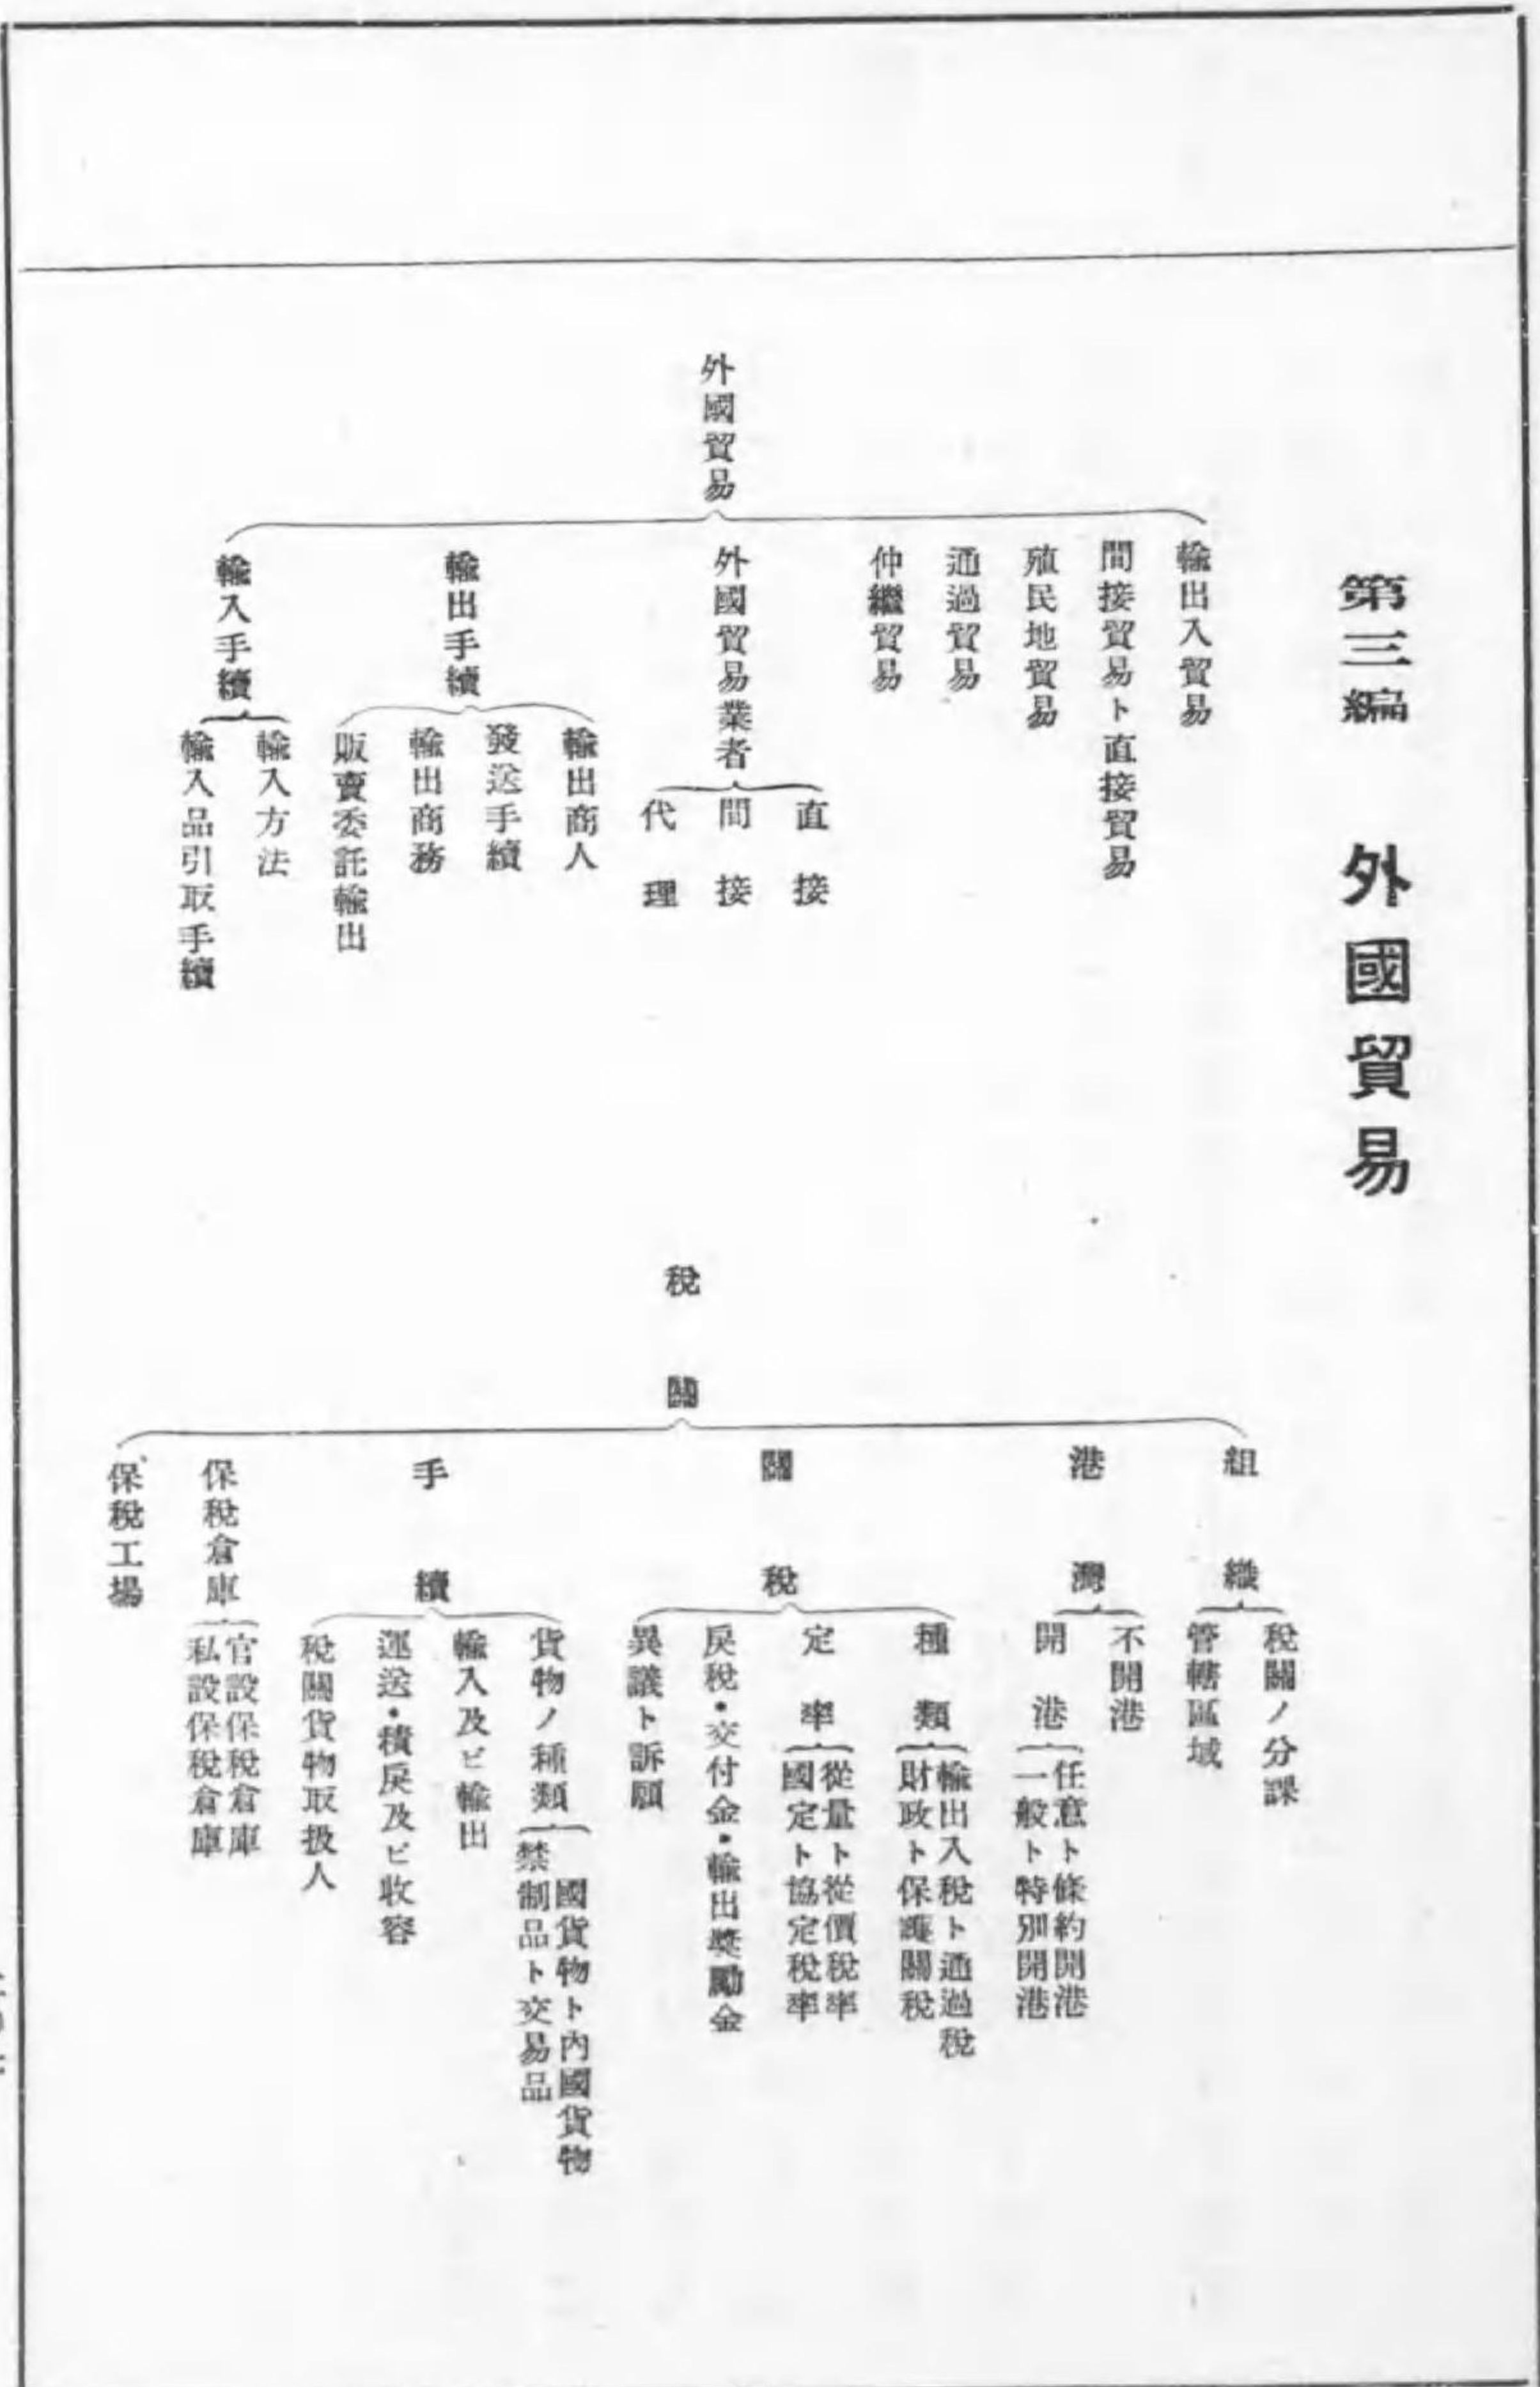 第三編　外國貿易
外國貿易
輸出入貿易
間接貿易ト直接貿易
殖民地貿易
通過貿易
仲繼貿易
外國貿易業者
直接
間接
代理
輸出手續
輸出商人
發送手續
輸出商務
販賣委託輸出
輸入手續
輸入方法
輸入品引取手續
稅關
組織
稅關ノ分課
管轄區域
港灣
不開港
開港
任意ト條約開港
一般ト特別開港
關稅
種類
輸出入稅ト通過稅
財政ト保護關稅
定率
從量ト從價稅率
國定ト協定稅率
戾稅・交付金・輸出獎勵金
異議ト訴願
手續
貨物ノ種類
國貨物ト內國貨物
禁制品ト交易品
輸入及ビ輸出
運送・積戾及ビ收容
稅關貨物取扱人
保稅倉庫
官設保稅倉庫
私設保稅倉庫
保稅工場